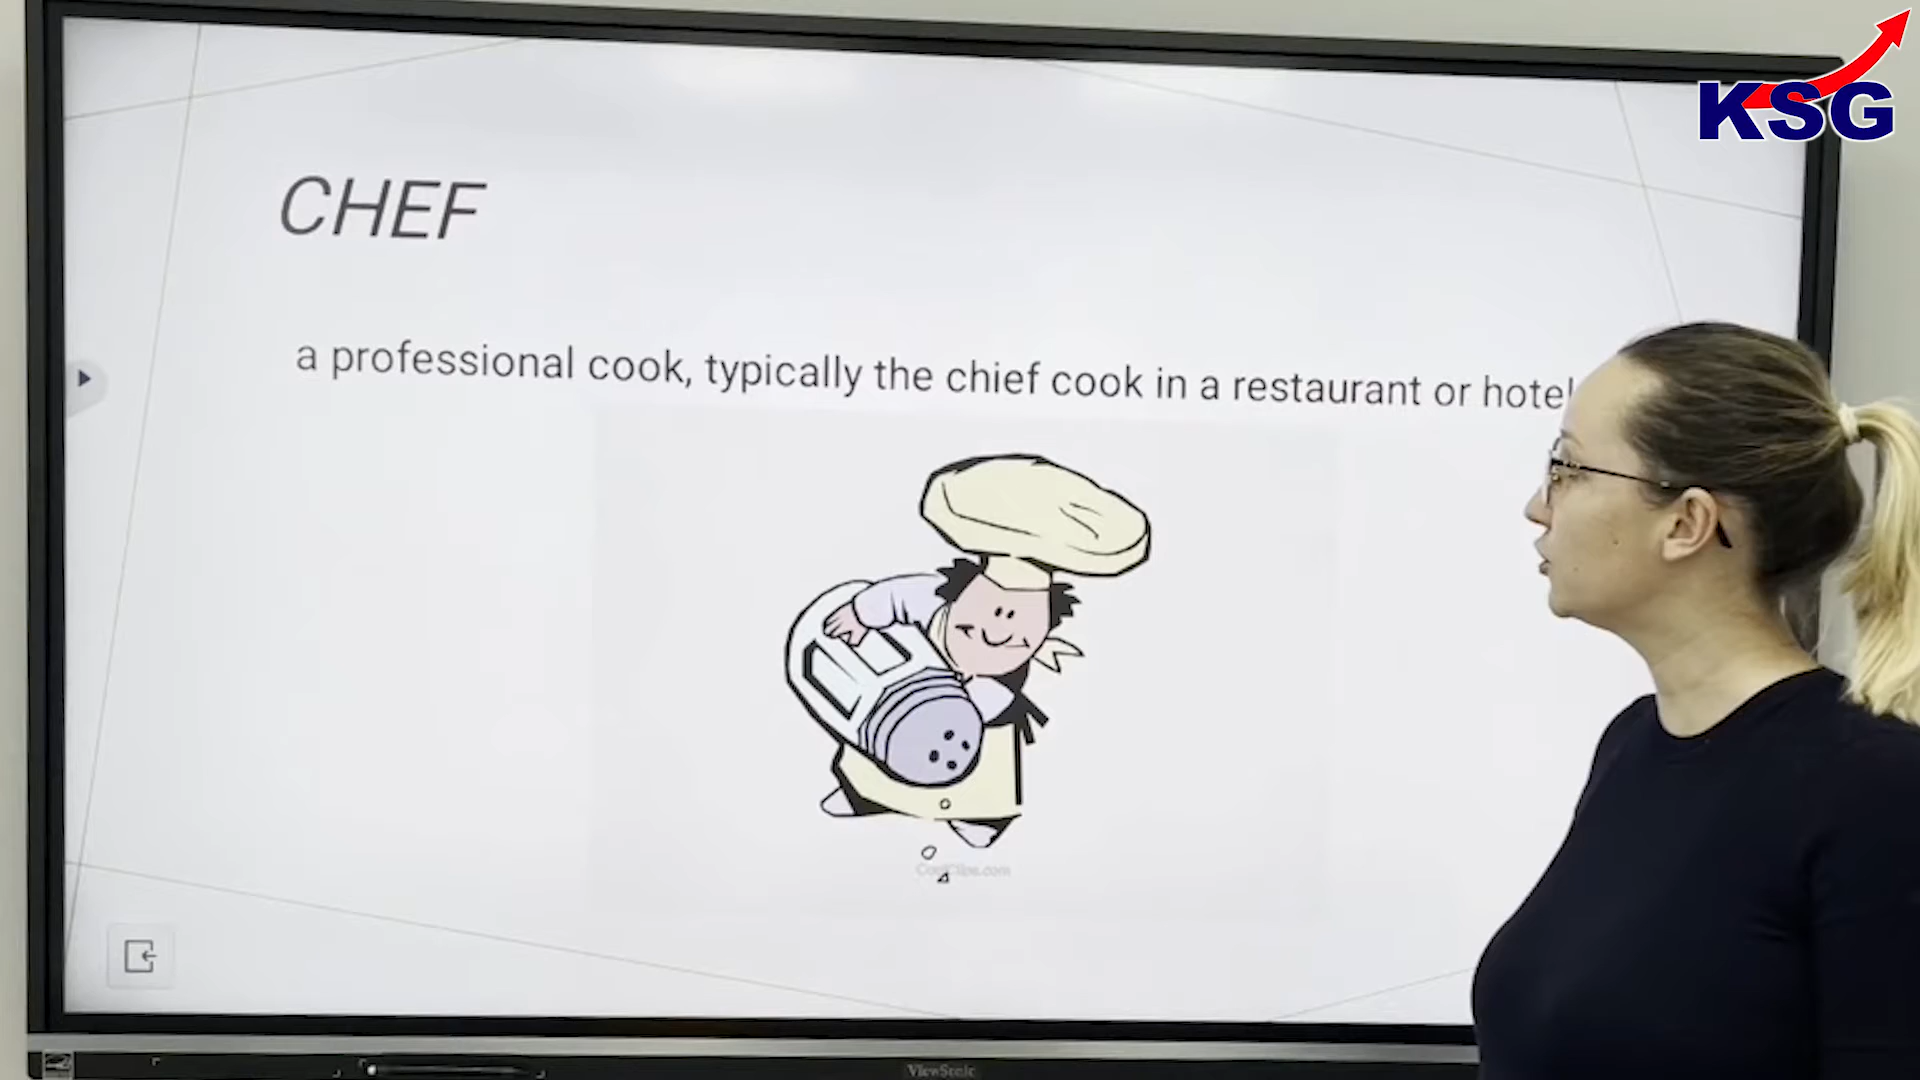 KSG
CHEF
a professional cook, typically the chief cook in a restaurant or hotel
CoolClips.com
ViewSonic